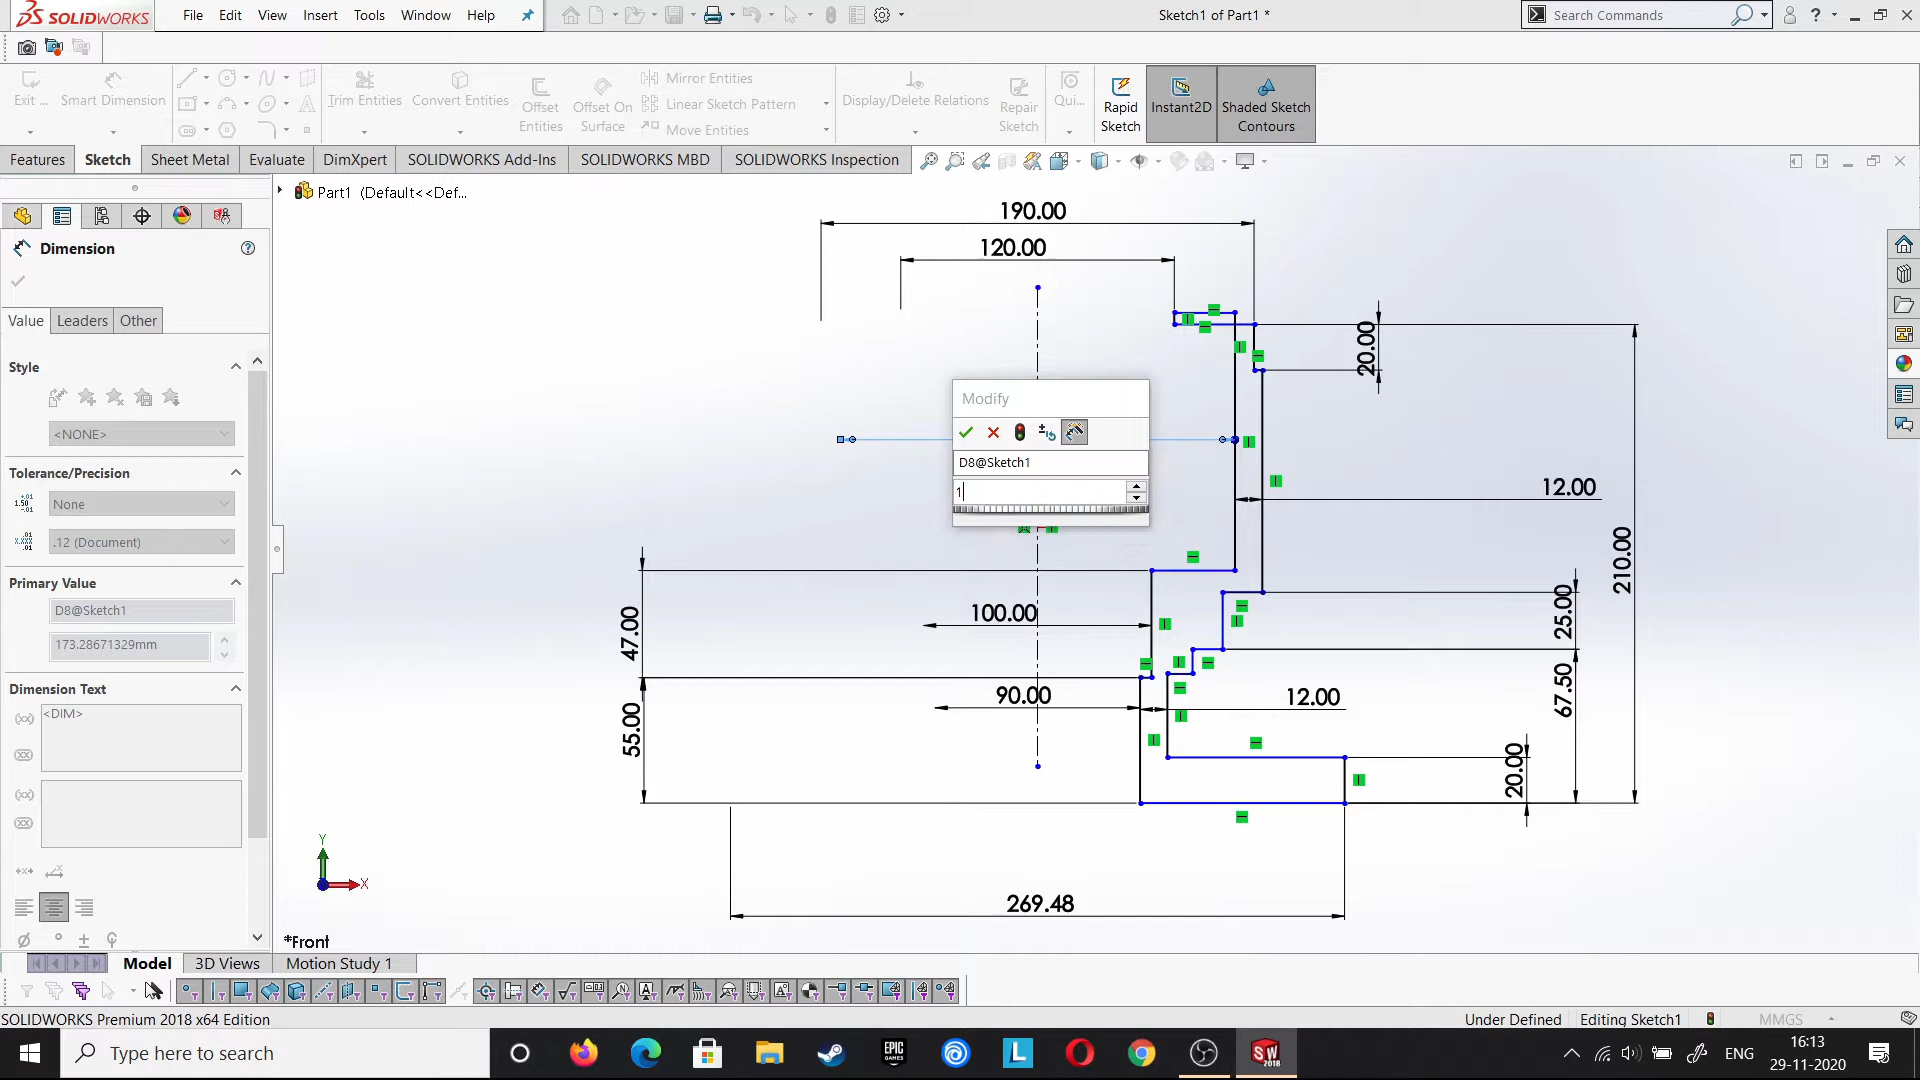 SOLIDWORKS
File Edit View Insert Tools Window Help
Sketch1 of Part1 *
Search Commands
Exit ...
Smart Dimension
Trim Entities
Convert Entities
Offset
Entities
Offset On
Surface
Mirror Entities
Linear Sketch Pattern
Move Entities
Display/Delete Relations
Repair
Sketch
Qui...
Rapid
Sketch
Instant2D
Shaded Sketch
Contours
Features Sketch Sheet Metal Evaluate DimXpert SOLIDWORKS Add-Ins SOLIDWORKS MBD SOLIDWORKS Inspection
Part1 (Default<<Def...
Dimension
Value Leaders Other
Style
<NONE>
Tolerance/Precision
None
.12 (Document)
Primary Value
D8@Sketch1
173.28671329mm
Dimension Text
<DIM>
190.00
120.00
20.00
Modify
D8@Sketch1
1
12.00
210.00
25.00
47.00
100.00
67.50
90.00
12.00
55.00
20.00
269.48
Y
X
*Front
Model 3D Views Motion Study 1
SOLIDWORKS Premium 2018 x64 Edition
Under Defined Editing Sketch1 MMGS
Type here to search
EPIC
GAMES
L
SW
2018
ENG
16:13
29-11-2020